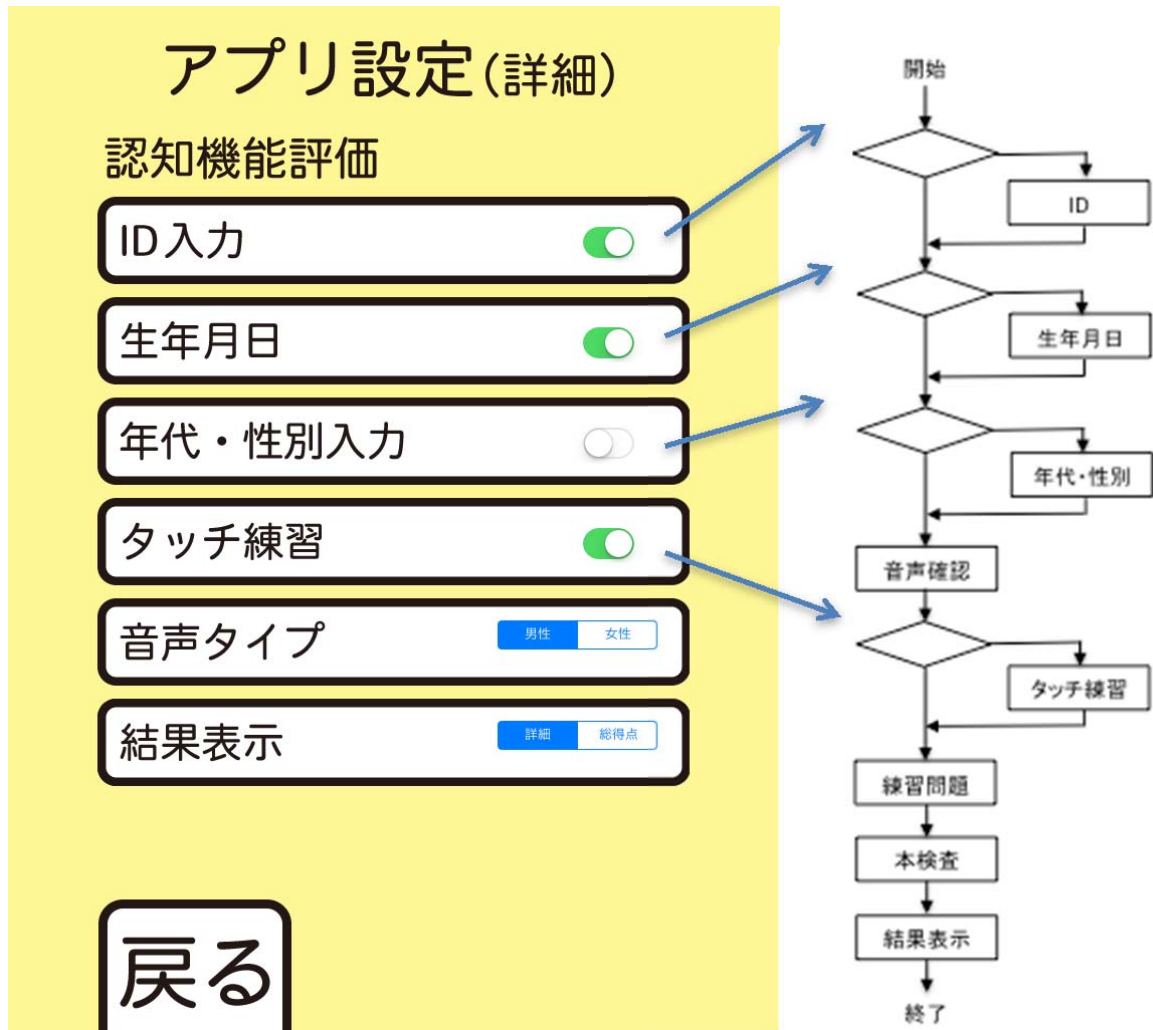 アプリ設定(詳細)
認知機能評価
ID入力
生年月日
年代・性別入力
タッチ練習
音声タイプ
男性
女性
結果表示
詳細
総得点
戻る
開始
ID
生年月日
年代・性別
音声確認
タッチ練習
練習問題
本検査
結果表示
終了